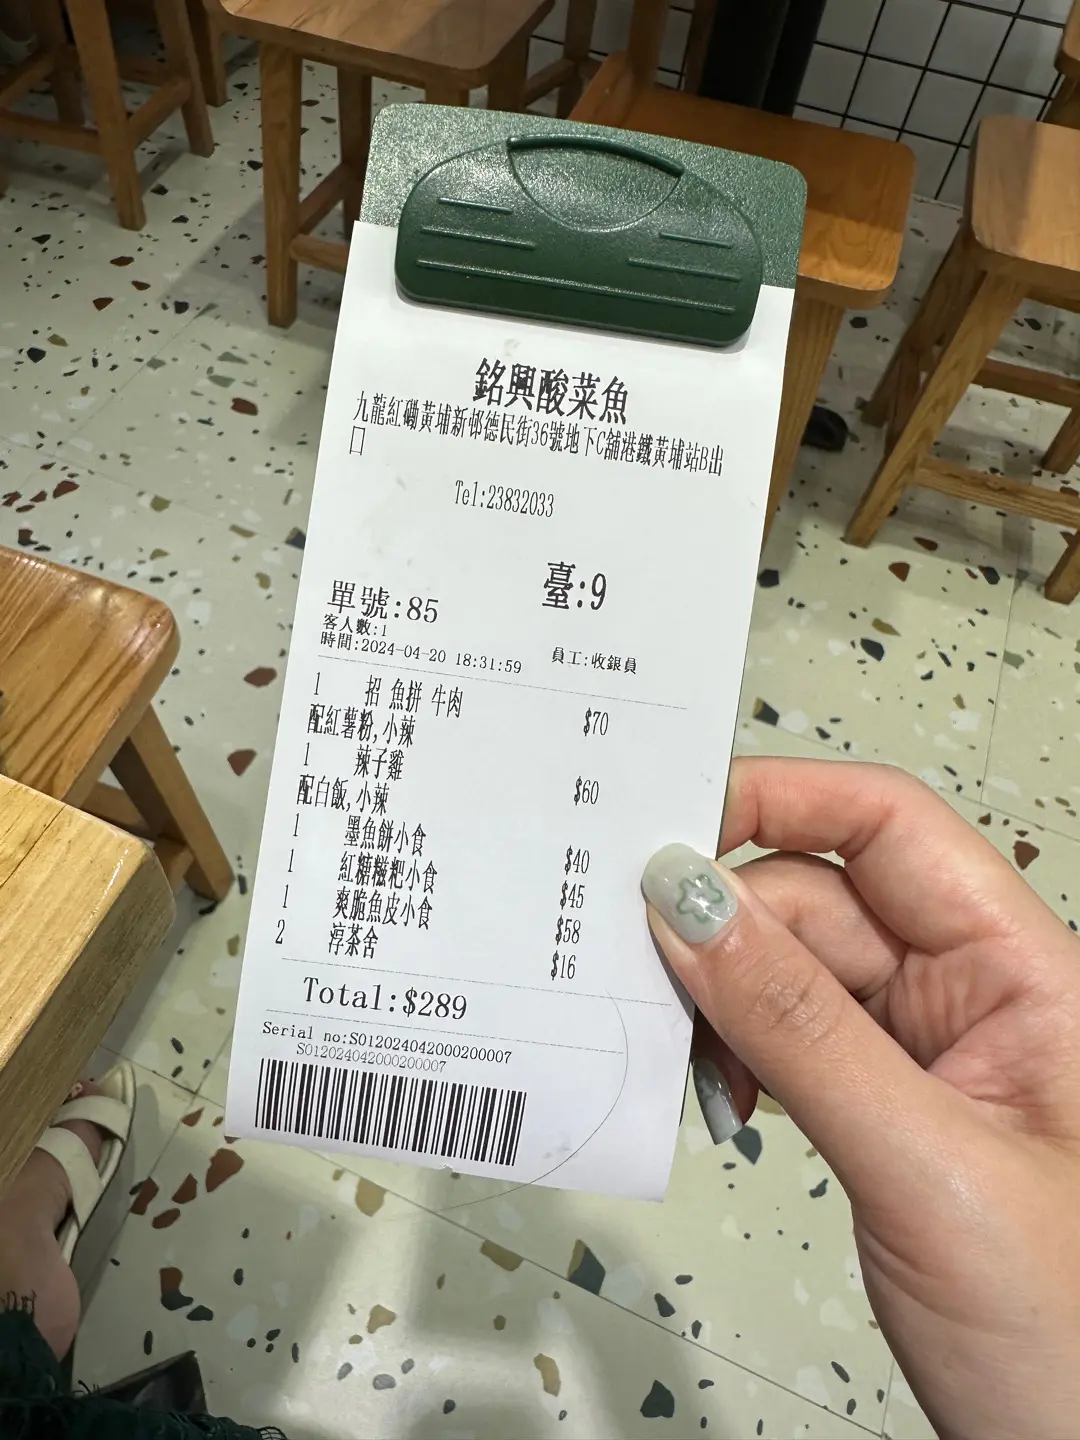 銘興酸菜魚
九龍紅磡黃埔新邨德民街36號地下C舖港鐵黃埔站B出
口
Tel:23832033
臺:9
單號:85
客人數:1
時間:2024-04-20 18:31:59 員工:收銀員
1 招 魚拼 牛肉 $70
配紅薯粉,小辣
1 辣子雞 $60
配白飯,小辣
1 墨魚餅小食 $40
1 紅糖糍粑小食 $45
1 爽脆魚皮小食 $58
2 淳茶舍 $16
Total:$289
Serial no:S012024042000200007
S012024042000200007